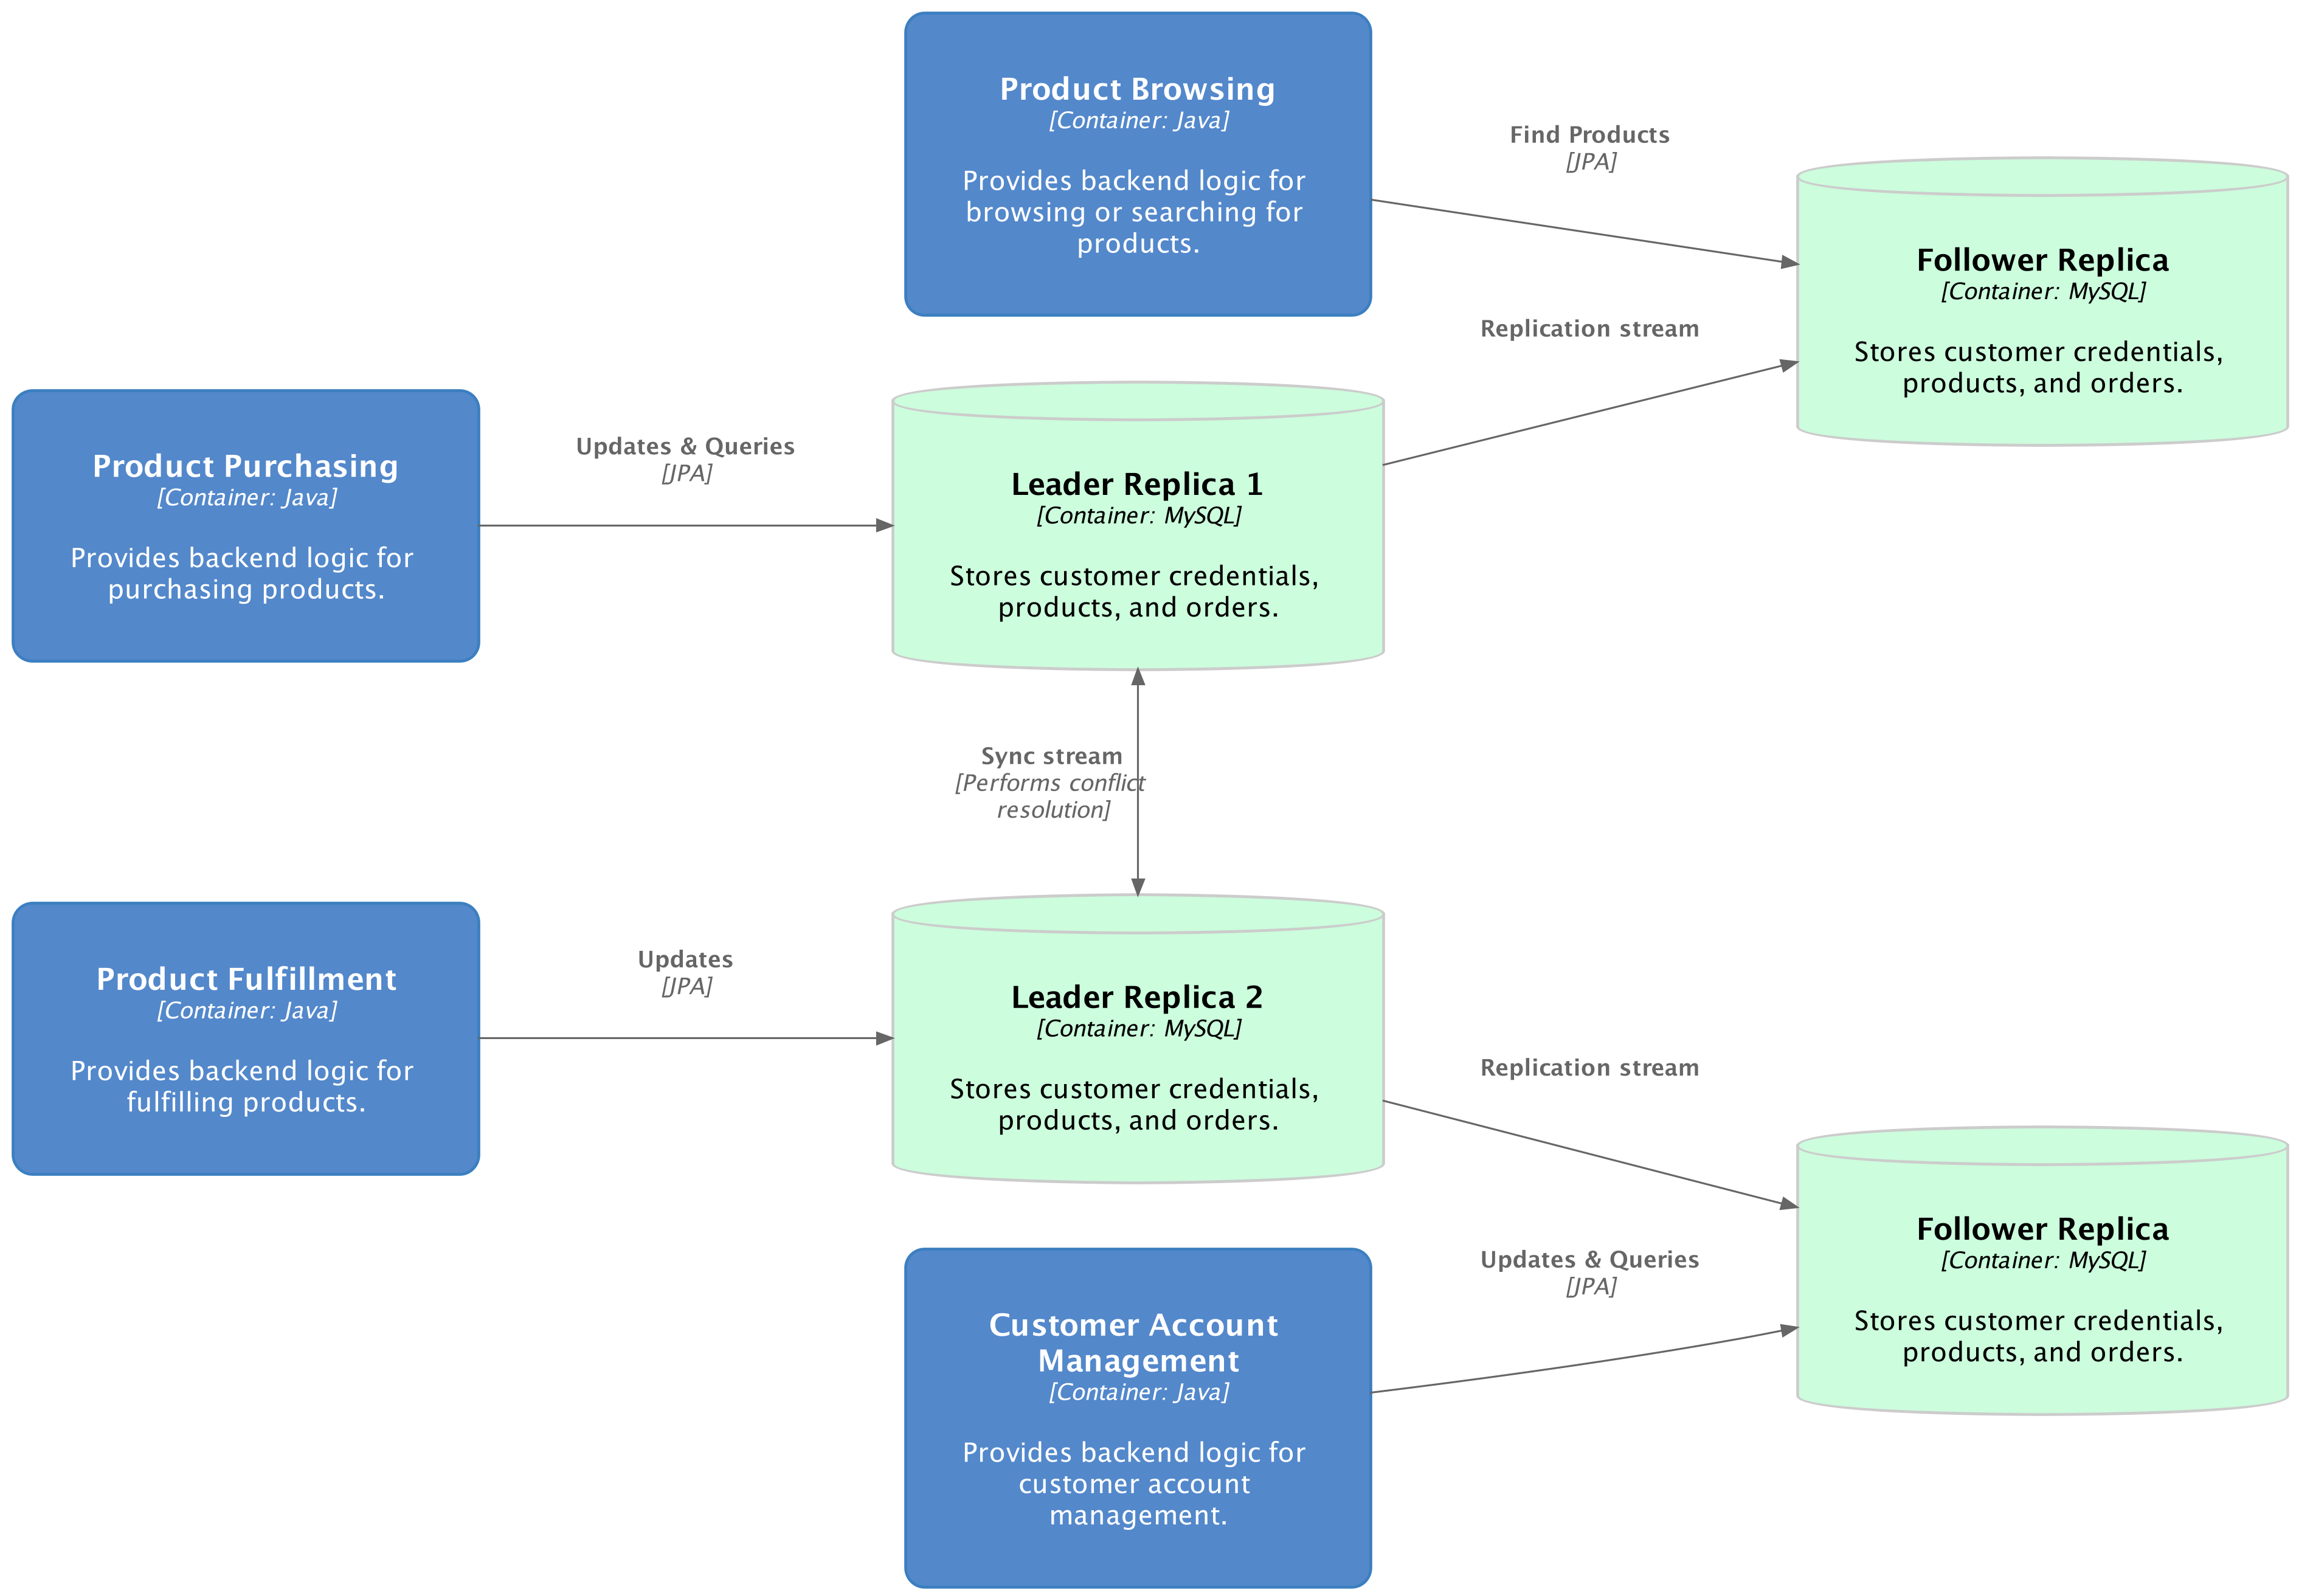 Product Browsing
[Container: Java]
Provides backend logic for
browsing or searching for
products.
Find Products
[JPA]
Follower Replica
[Container: MySQL]
Stores customer credentials,
products, and orders.
Replication stream
Product Purchasing
[Container: Java]
Provides backend logic for
purchasing products.
Updates & Queries
[JPA]
Leader Replica 1
[Container: MySQL]
Stores customer credentials,
products, and orders.
Sync stream
[Performs conflict
resolution]
Product Fulfillment
[Container: Java]
Provides backend logic for
fulfilling products.
Updates
[JPA]
Leader Replica 2
[Container: MySQL]
Stores customer credentials,
products, and orders.
Replication stream
Follower Replica
[Container: MySQL]
Stores customer credentials,
products, and orders.
Updates & Queries
[JPA]
Customer Account
Management
[Container: Java]
Provides backend logic for
customer account
management.